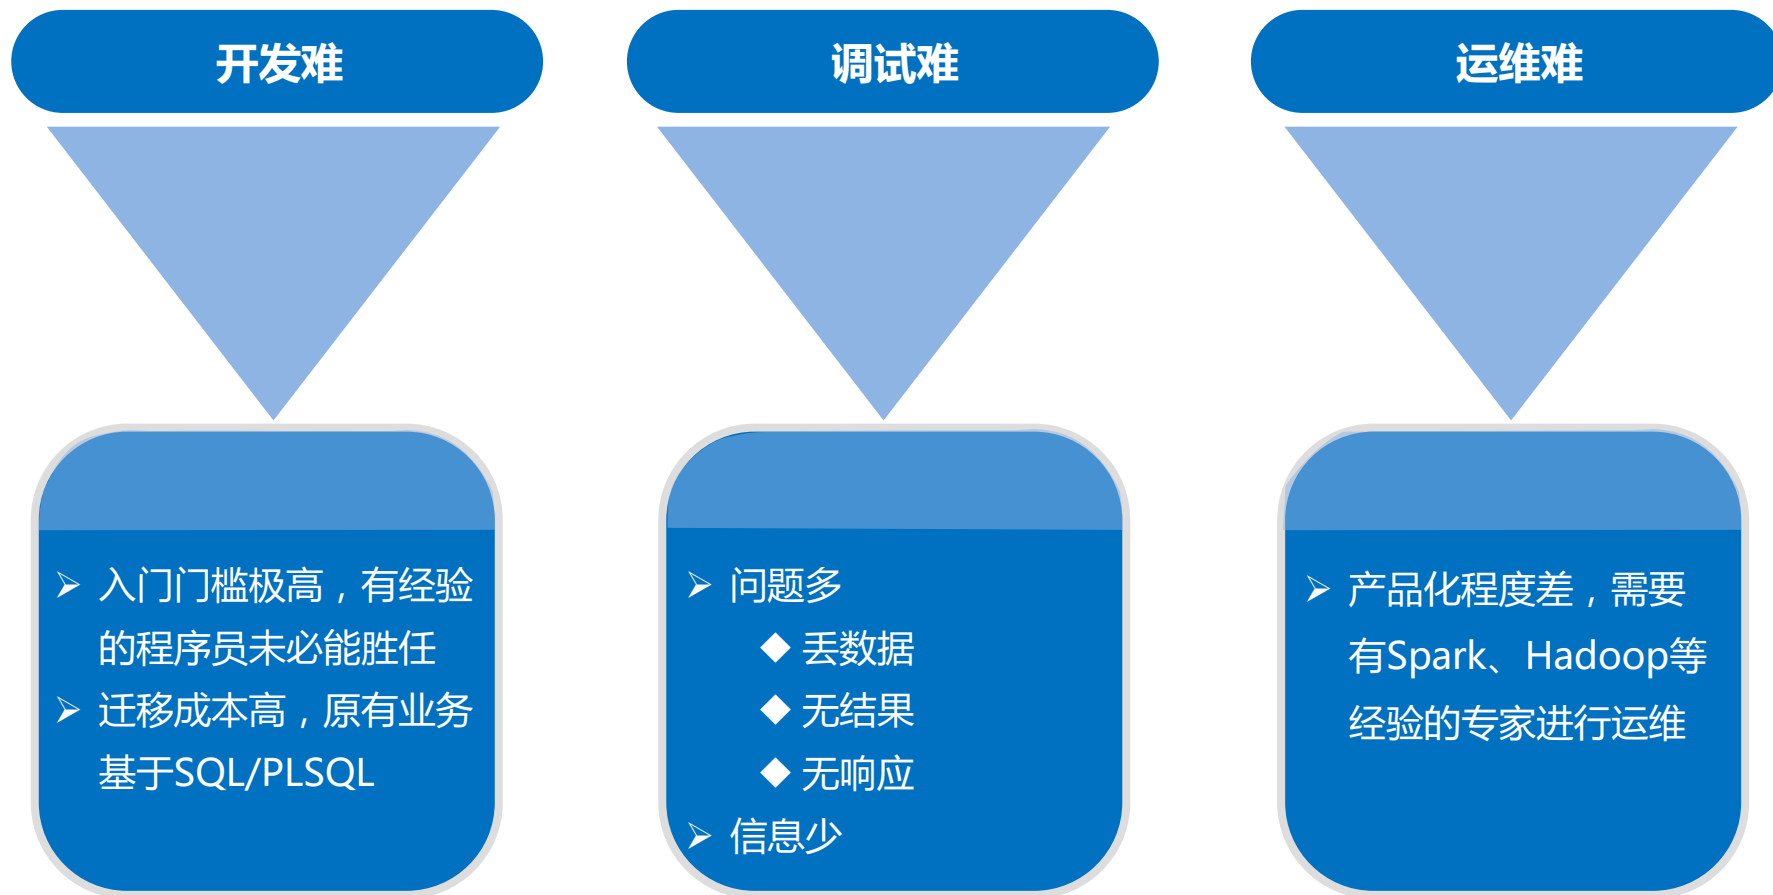 开发难
调试难
运维难
➢ 入门门槛极高，有经验
的程序员未必能胜任
➢ 迁移成本高，原有业务
基于SQL/PLSQL
➢ 问题多
◆ 丢数据
◆ 无结果
◆ 无响应
➢ 信息少
➢ 产品化程度差，需要
有Spark、Hadoop等
经验的专家进行运维